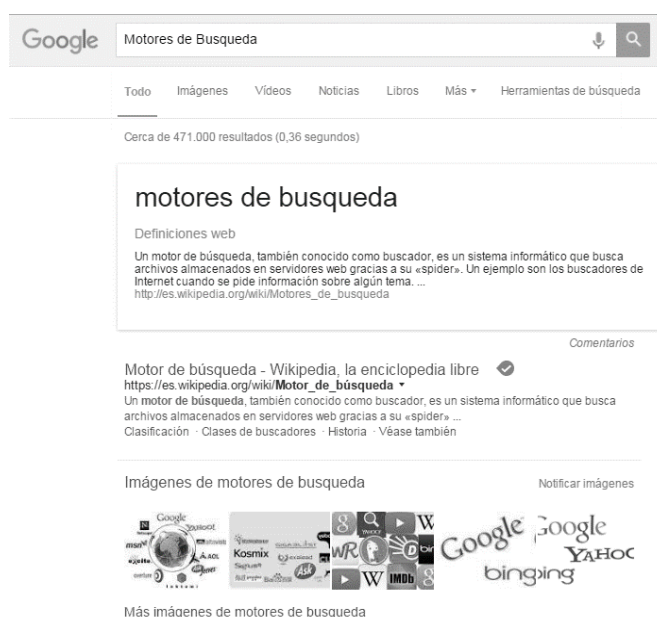 Google Motores de Busqueda
Todo Imágenes Vídeos Noticias Libros Más Herramientas de búsqueda
Cerca de 471.000 resultados (0,36 segundos)
motores de busqueda
Definiciones web
Un motor de búsqueda, también conocido como buscador, es un sistema informático que busca
archivos almacenados en servidores web gracias a su «spider». Un ejemplo son los buscadores de
Internet cuando se pide información sobre algún tema. ...
http://es.wikipedia.org/wiki/Motores_de_busqueda
Comentarios
Motor de búsqueda - Wikipedia, la enciclopedia libre
https://es.wikipedia.org/wiki/Motor_de_búsqueda
Un motor de búsqueda, también conocido como buscador, es un sistema informático que busca
archivos almacenados en servidores web gracias a su «spider» ...
Clasificación · Clases de buscadores · Historia · Véase también
Imágenes de motores de busqueda Notificar imágenes
Google
YAHOO!
msn
excite
AOL
Kosmix
Ask
WR
W
IMDb
Google
bing
Google
YAHOO
bing
Más imágenes de motores de busqueda